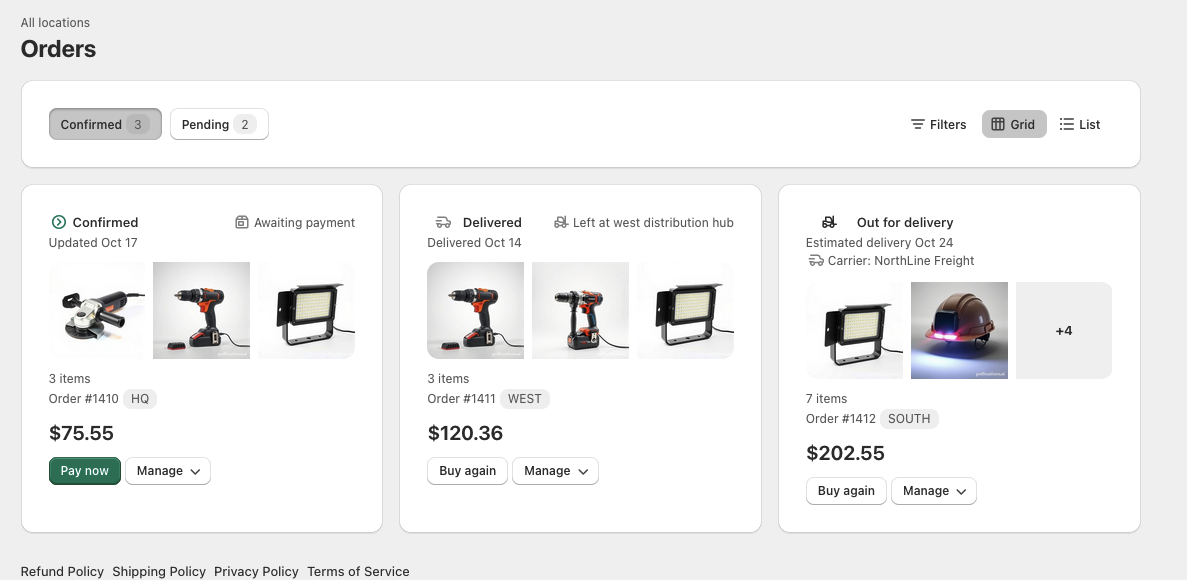 All locations
Orders
Confirmed 3
Pending 2
Filters
Grid
List
Confirmed
Awaiting payment
Updated Oct 17
3 items
Order #1410 HQ
$75.55
Pay now
Manage
Delivered
Left at west distribution hub
Delivered Oct 14
3 items
Order #1411 WEST
$120.36
Buy again
Manage
Out for delivery
Estimated delivery Oct 24
Carrier: NorthLine Freight
+4
7 items
Order #1412 SOUTH
$202.55
Buy again
Manage
Refund Policy Shipping Policy Privacy Policy Terms of Service